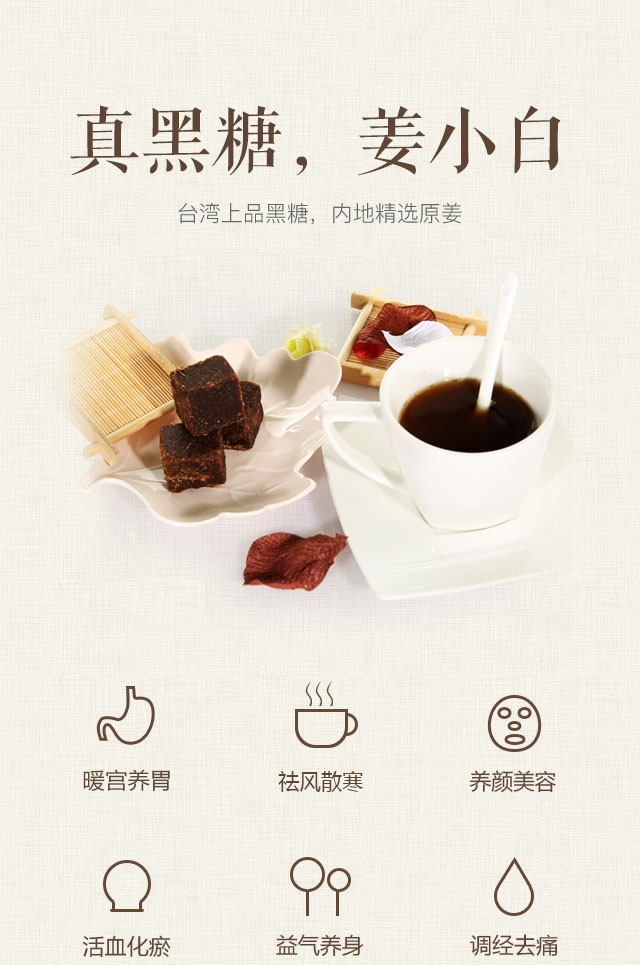 真黑糖，姜小白
台湾上品黑糖，内地精选原姜
暖宫养胃
祛风散寒
养颜美容
活血化瘀
益气养身
调经去痛